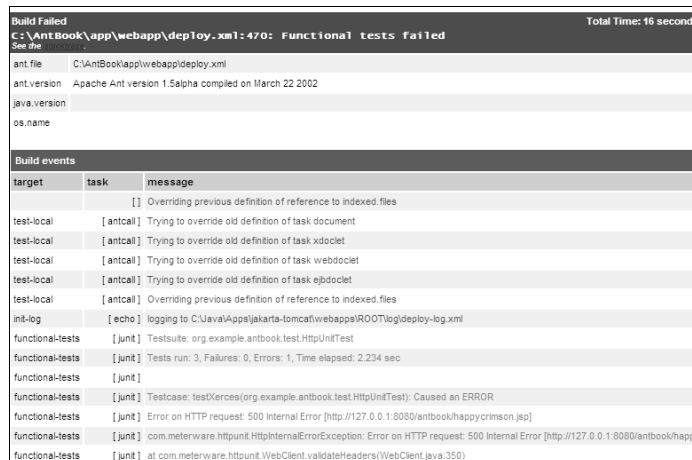 Build Failed Total Time: 16 second
C:\AntBook\app\webapp\deploy.xml:470: Functional tests failed
See the stacktrace.
ant.file C:\AntBook\app\webapp\deploy.xml
ant.version Apache Ant version 1.5alpha compiled on March 22 2002
java.version
os.name
Build events
target task message
[ ] Overriding previous definition of reference to indexed.files
test-local [ antcall ] Trying to override old definition of task document
test-local [ antcall ] Trying to override old definition of task xdoclet
test-local [ antcall ] Trying to override old definition of task webdoclet
test-local [ antcall ] Trying to override old definition of task ejbdoclet
test-local [ antcall ] Overriding previous definition of reference to indexed.files
init-log [ echo ] logging to C:\Java\Apps\jakarta-tomcat\webapps\ROOT\log\deploy-log.xml
functional-tests [ junit ] Testsuite: org.example.antbook.test.HttpUnitTest
functional-tests [ junit ] Tests run: 3, Failures: 0, Errors: 1, Time elapsed: 2.234 sec
functional-tests [ junit ]
functional-tests [ junit ] Testcase: testXerces(org.example.antbook.test.HttpUnitTest): Caused an ERROR
functional-tests [ junit ] Error on HTTP request: 500 Internal Error [http://127.0.0.1:8080/antbook/happycrimson.jsp]
functional-tests [ junit ] com.meterware.httpunit.HttpInternalErrorException: Error on HTTP request: 500 Internal Error [http://127.0.0.1:8080/antbook/happ
functional-tests [ junit ] at com.meterware.httpunit.WebClient.validateHeaders(WebClient.java:350)